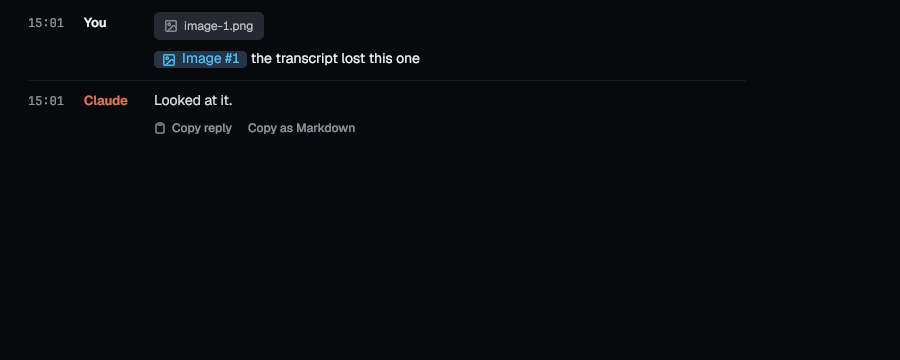 15:01 You image-1.png
Image #1 the transcript lost this one
15:01 Claude Looked at it.
Copy reply Copy as Markdown